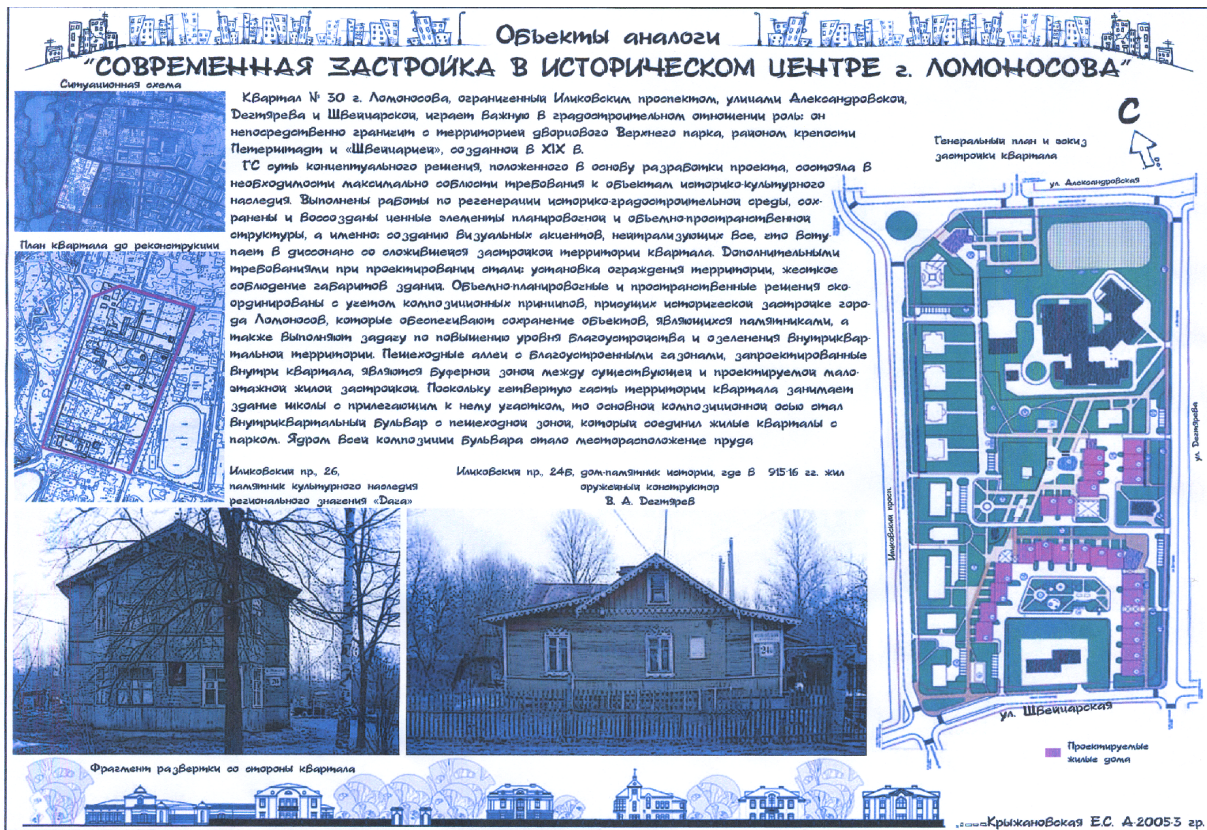 Объекты аналоги
"СОВРЕМЕННАЯ ЗАСТРОЙКА В ИСТОРИЧЕСКОМ ЦЕНТРЕ г. ЛОМОНОСОВА"
Ситуационная схема
Квартал № 30 г. Ломоносова, ограниченный Иликовским проспектом, улицами Александровской,
Дегтярева и Швейцарской, играет важную в градостроительном отношении роль: он
непосредственно граничит с территорией дворцового Верхнего парка, районом крепости
Петерштадт и «Швейцарией», созданной в XIX в.
ГС суть концептуального решения, положенного в основу разработки проекта, состояла в
необходимости максимально соблюсти требования к объектам историко-культурного
наследия. Выполнены работы по регенерации историко-градостроительной среды, сох-
ранены и воссозданы ценные элементы планировочной и объемно-пространственной
структуры, а именно: созданию визуальных акцентов, нейтрализующих все, что всту-
пает в диссонанс со сложившейся застройкой территории квартала. Дополнительными
требованиями при проектировании стали: установка ограждения территории, жесткое
соблюдение габаритов зданий. Объемно-планировочные и пространственные решения ско-
ординированы с учетом композиционных принципов, присущих исторической застройке горо-
да Ломоносов, которые обеспечивают сохранение объектов, являющихся памятниками, а
также выполняют задачу по повышению уровня благоустройства и озеленения внутриквар-
тальной территории. Пешеходные аллеи с благоустроенными газонами, запроектированные
внутри квартала, являются буферной зоной между существующей и проектируемой мало-
этажной жилой застройкой. Поскольку четвертую часть территории квартала занимает
здание школы с прилегающим к нему участком, то основной композиционной осью стал
внутриквартальный бульвар с пешеходной зоной, который соединил жилые кварталы с
парком. Ядром всей композиции бульвара стало месторасположение пруда
План квартала до реконструкции
С
Генеральный план и эскиз
застройки квартала
ул. Александровская
ул. Дегтярева
Иликовский просп.
ул. Швейцарская
Проектируемые
жилые дома
Иликовский пр., 26,
памятник культурного наследия
регионального значения «Дача»
Иликовский пр., 24Б, дом-памятник истории, где в 915-16 гг. жил
оружейный конструктор
В. А. Дегтярев
26
24Б
Фрагмент развертки со стороны квартала
Крыжановская Е.С. А-2005-3 гр.